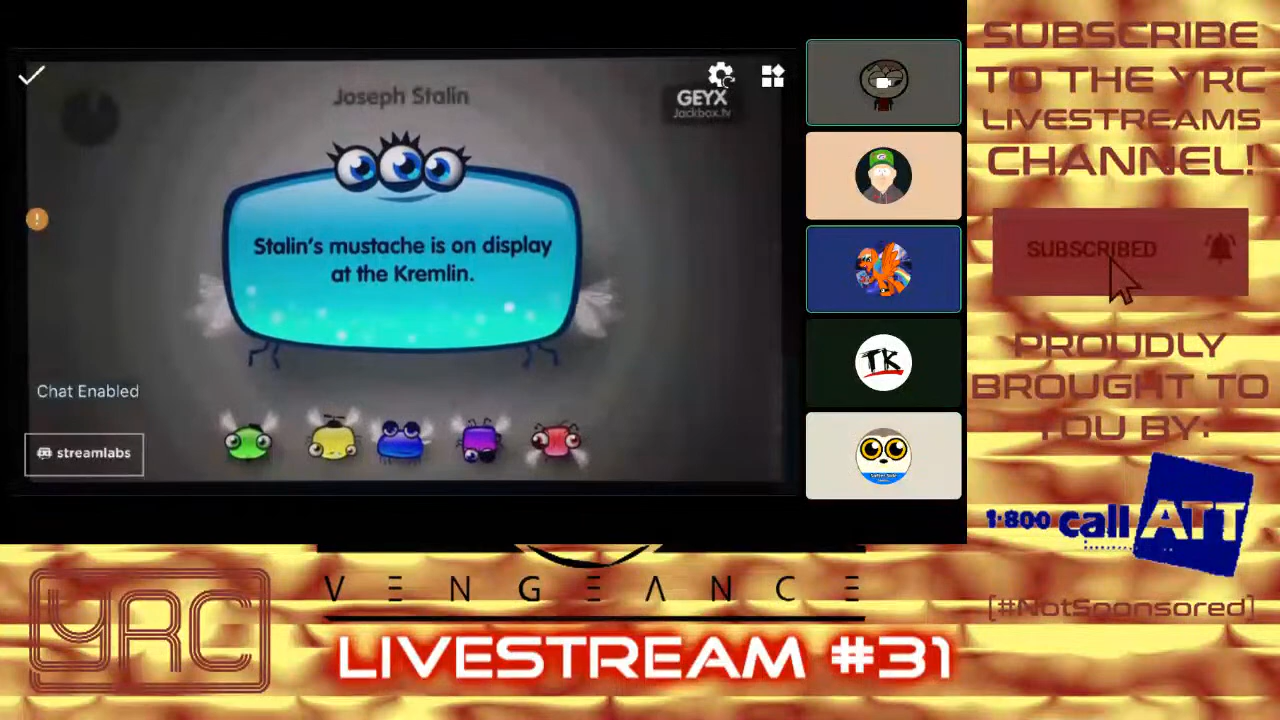 Joseph Stalin
GEYX
Jackbox.tv
Stalin's mustache is on display
at the Kremlin.
Chat Enabled
streamlabs
TK
SUBSCRIBE
TO THE YRC
LIVESTREAMS
CHANNEL!
SUBSCRIBED
PROUDLY
BROUGHT TO
YOU BY:
1·800 call ATT
[#NotSponsored]
YRC
VENGEANCE
LIVESTREAM #31